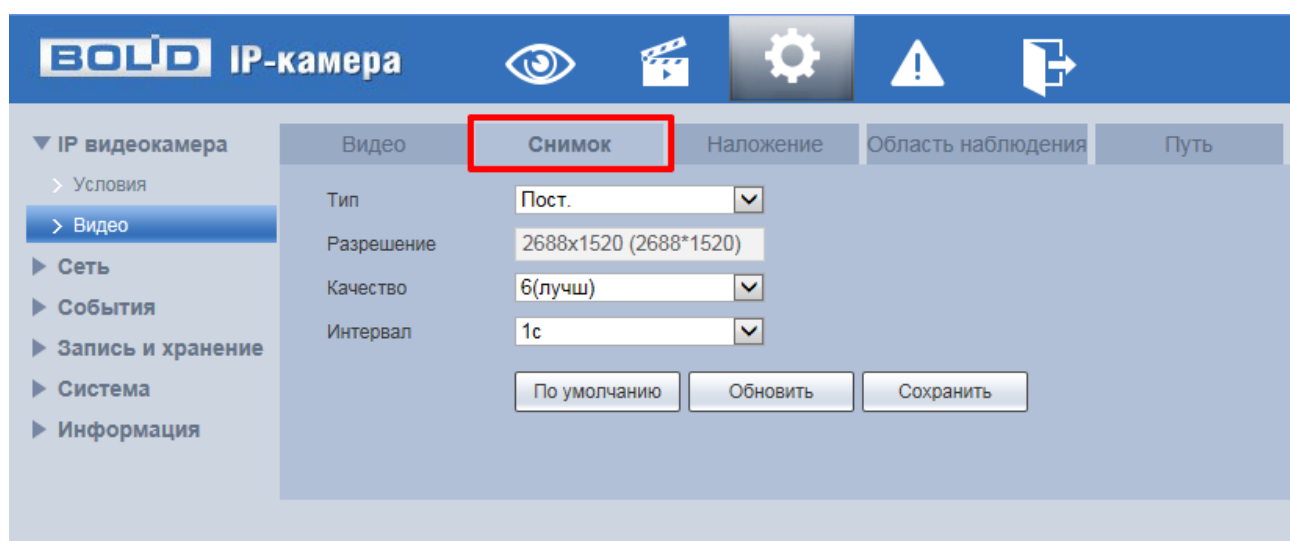 BOLID IP-камера
IP видеокамера
Условия
Видео
Сеть
События
Запись и хранение
Система
Информация
Видео Снимок Наложение Область наблюдения Путь
Тип Пост.
Разрешение 2688x1520 (2688*1520)
Качество 6(лучш)
Интервал 1с
По умолчанию Обновить Сохранить